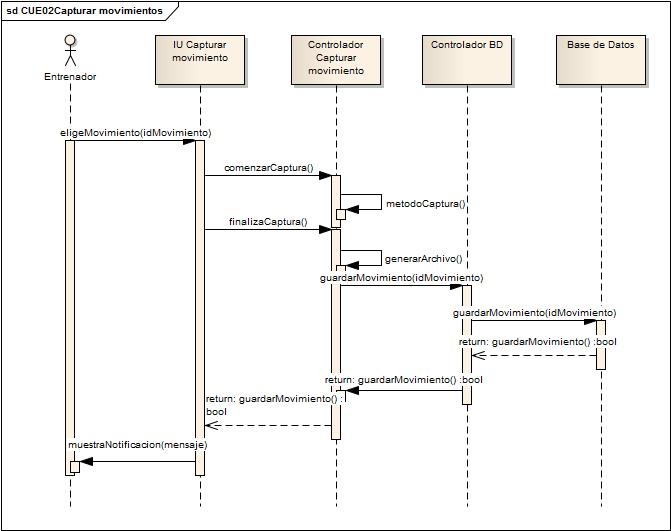 sd CUE02Capturar movimientos
Entrenador
IU Capturar
movimiento
Controlador
Capturar
movimiento
Controlador BD
Base de Datos
eligeMovimiento(idMovimiento)
comenzarCaptura()
metodoCaptura()
finalizaCaptura()
generarArchivo()
guardarMovimiento(idMovimiento)
guardarMovimiento(idMovimiento)
return: guardarMovimiento() :bool
return: guardarMovimiento() :bool
return: guardarMovimiento() :
bool
muestraNotificacion(mensaje)